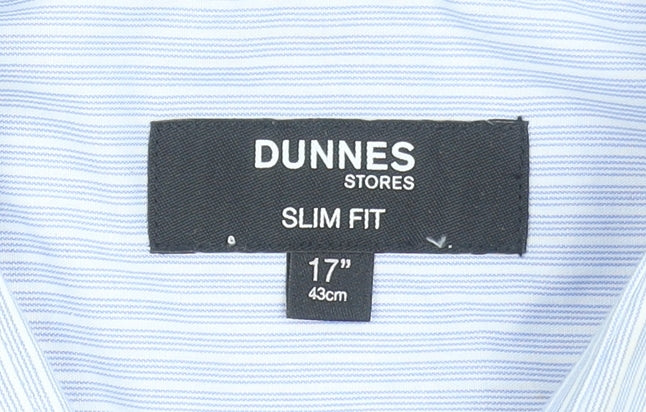 DUNNES
STORES
SLIM FIT
17”
43cm